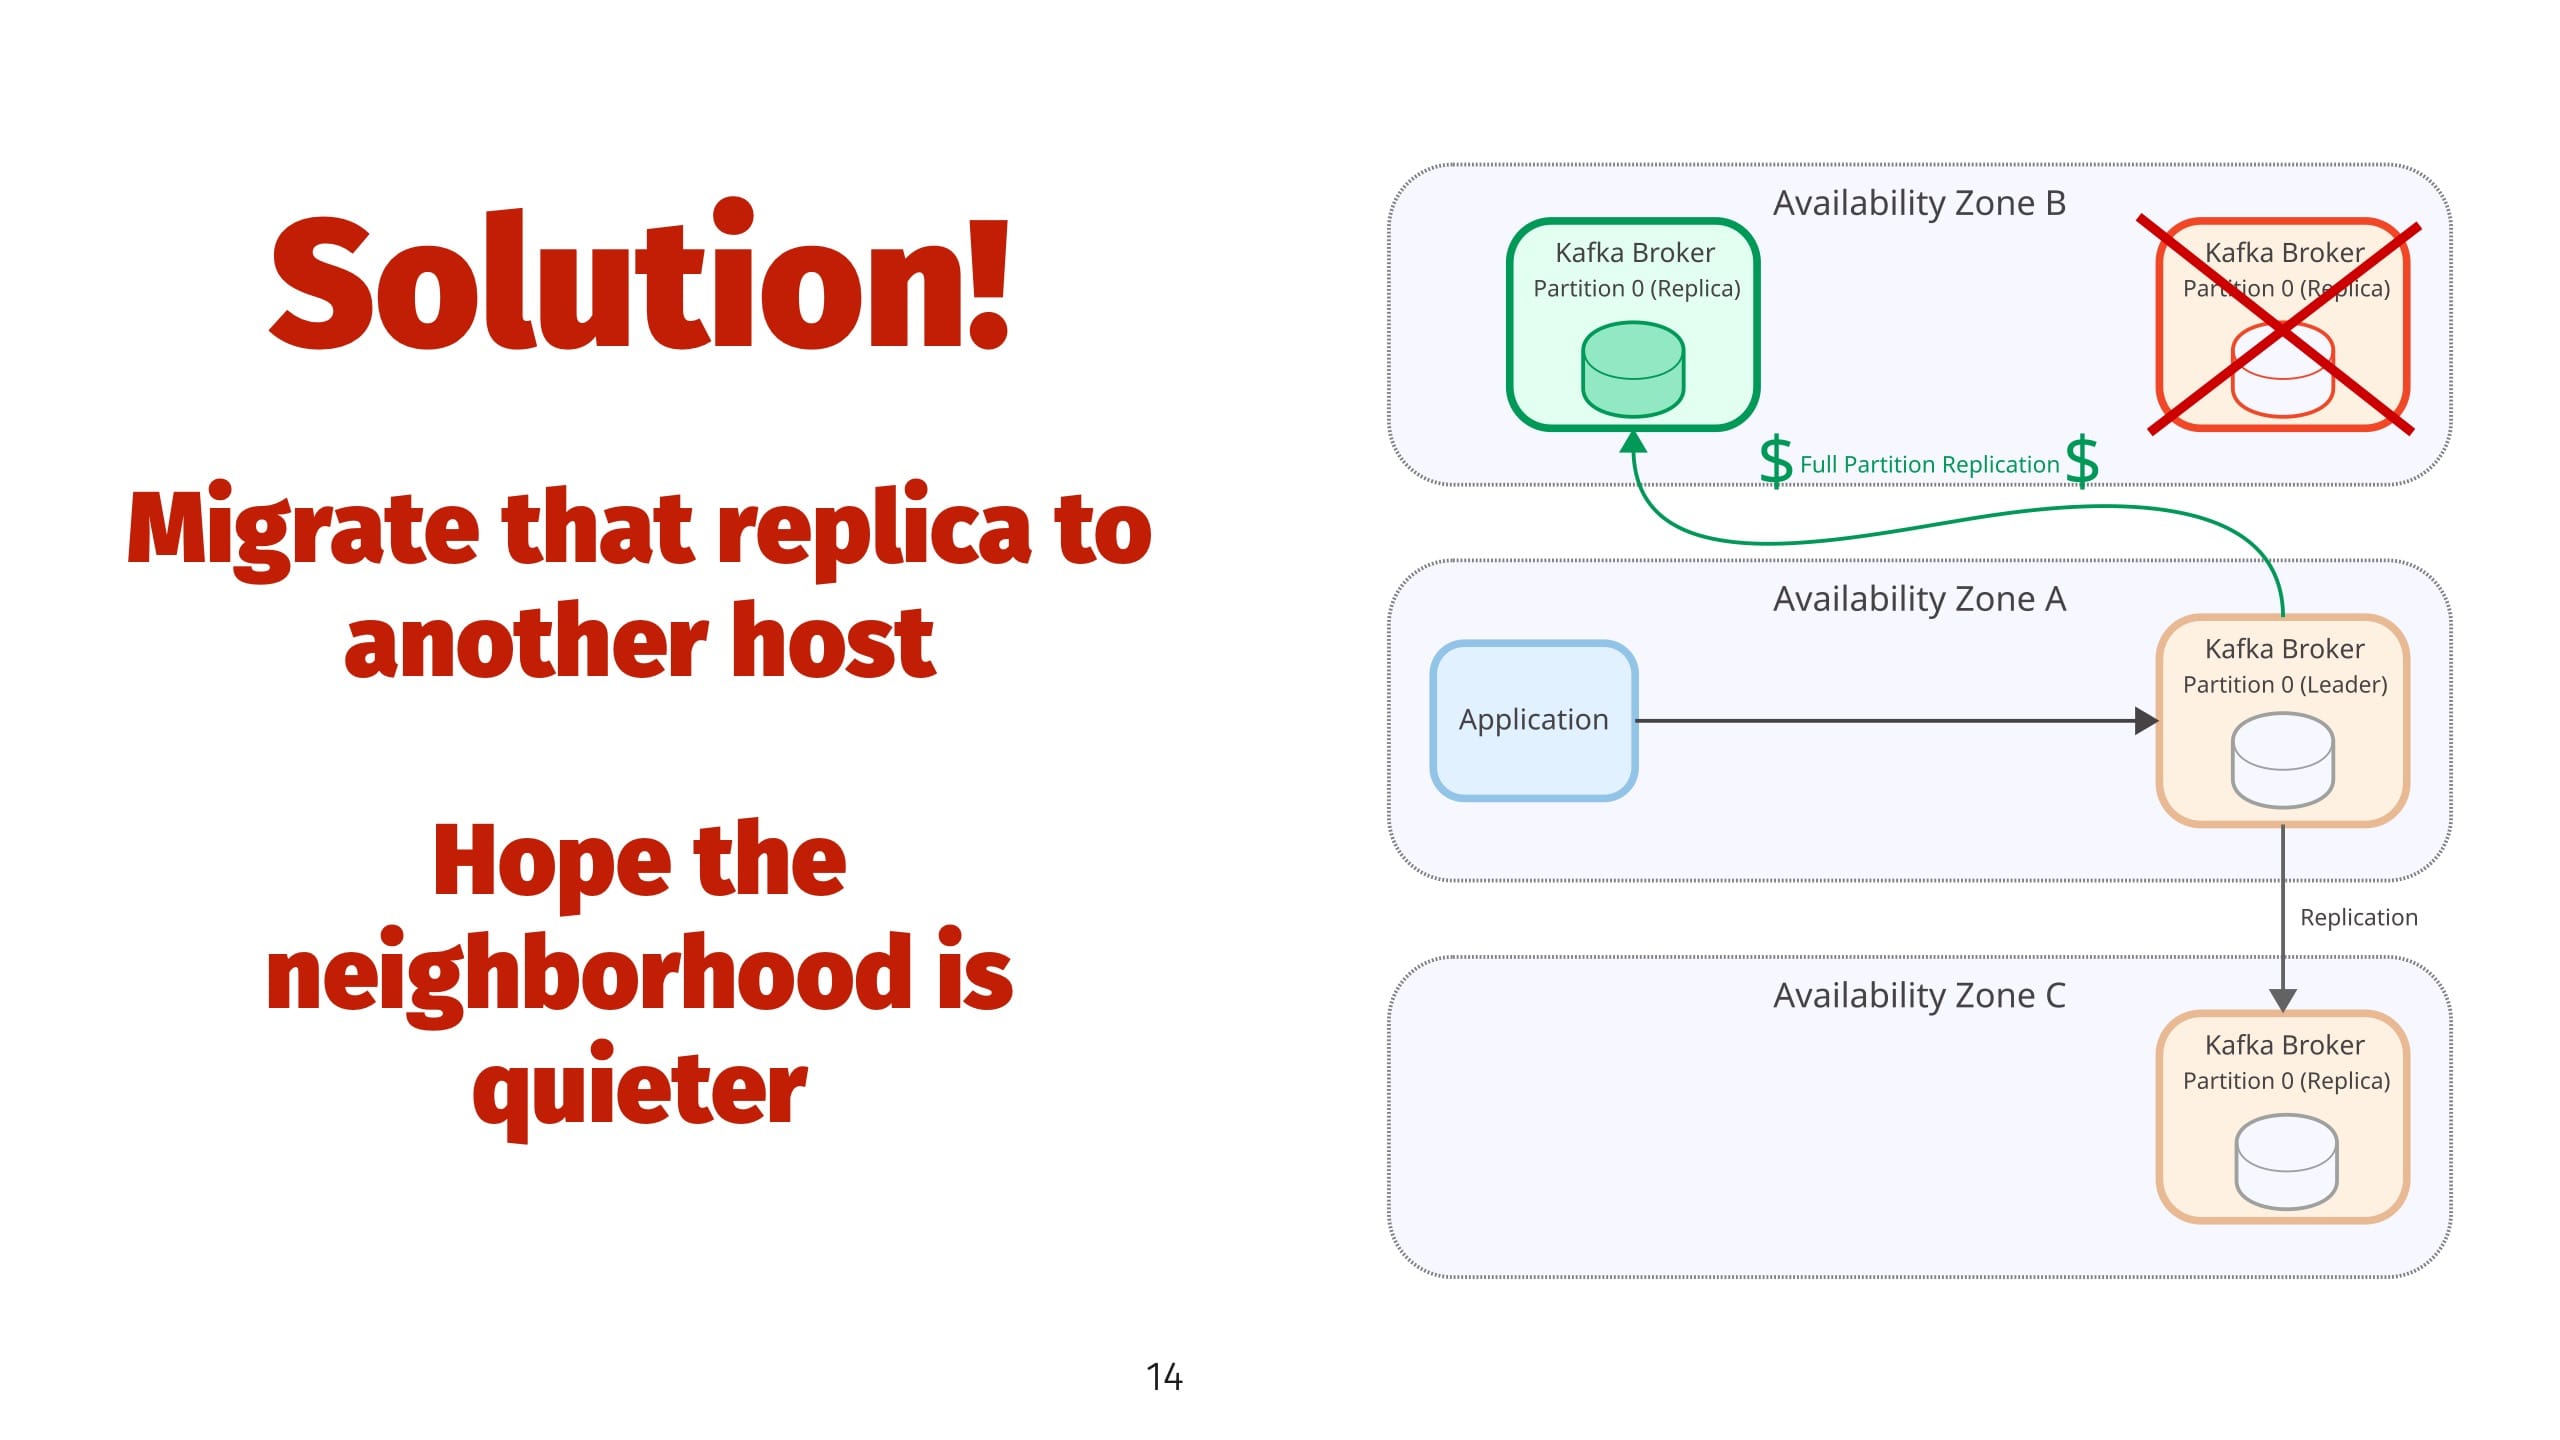 Solution!
Migrate that replica to
another host
Hope the
neighborhood is
quieter
Availability Zone B
Kafka Broker
Partition 0 (Replica)
Kafka Broker
Partition 0 (Replica)
$ Full Partition Replication $
Availability Zone A
Application
Kafka Broker
Partition 0 (Leader)
Replication
Availability Zone C
Kafka Broker
Partition 0 (Replica)
14